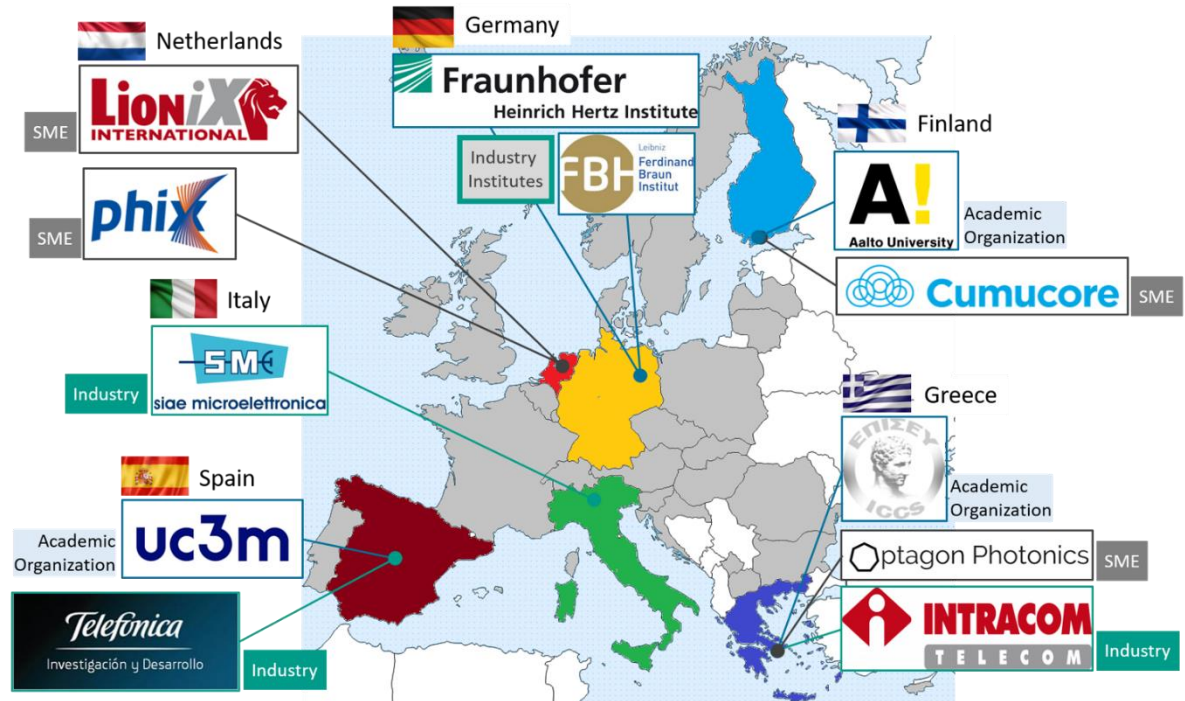 Netherlands
LioniX
INTERNATIONAL
SME
phix
SME
Italy
SME
siae microelettronica
Industry
Spain
uc3m
Academic
Organization
Telefónica
Investigación y Desarrollo
Industry
Germany
Fraunhofer
Heinrich Hertz Institute
Industry
Institutes
FBH
Leibniz
Ferdinand
Braun
Institut
Finland
A!
Aalto University
Academic
Organization
Cumucore
SME
Greece
ΕΠΙΣΕΥ
ICCS
Academic
Organization
Optagon Photonics
SME
INTRACOM
TELECOM
Industry